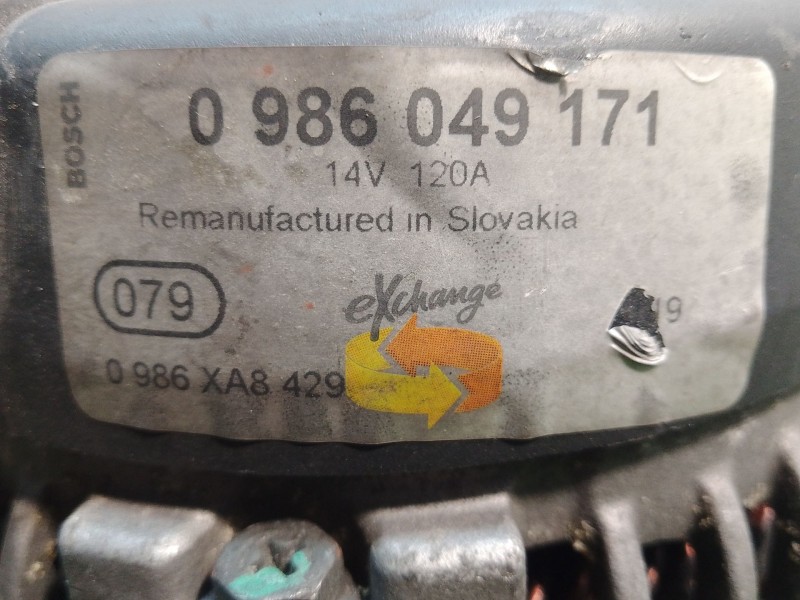 BOSCH
0 986 049 171
14V 120A
Remanufactured in Slovakia
079
eXchange
0 986 XA8 429